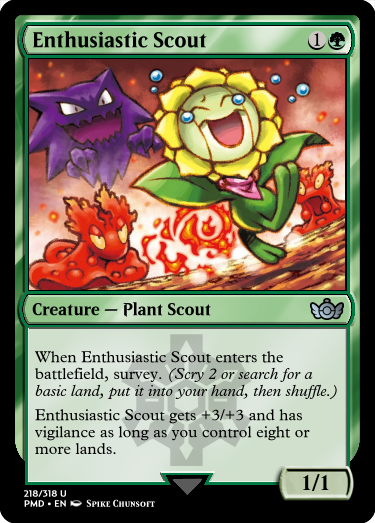 Enthusiastic Scout 1
Creature — Plant Scout
When Enthusiastic Scout enters the
battlefield, survey. (Scry 2 or search for a
basic land, put it into your hand, then shuffle.)
Enthusiastic Scout gets +3/+3 and has
vigilance as long as you control eight or
more lands.
1/1
218/318 U
PMD • EN Spike Chunsoft